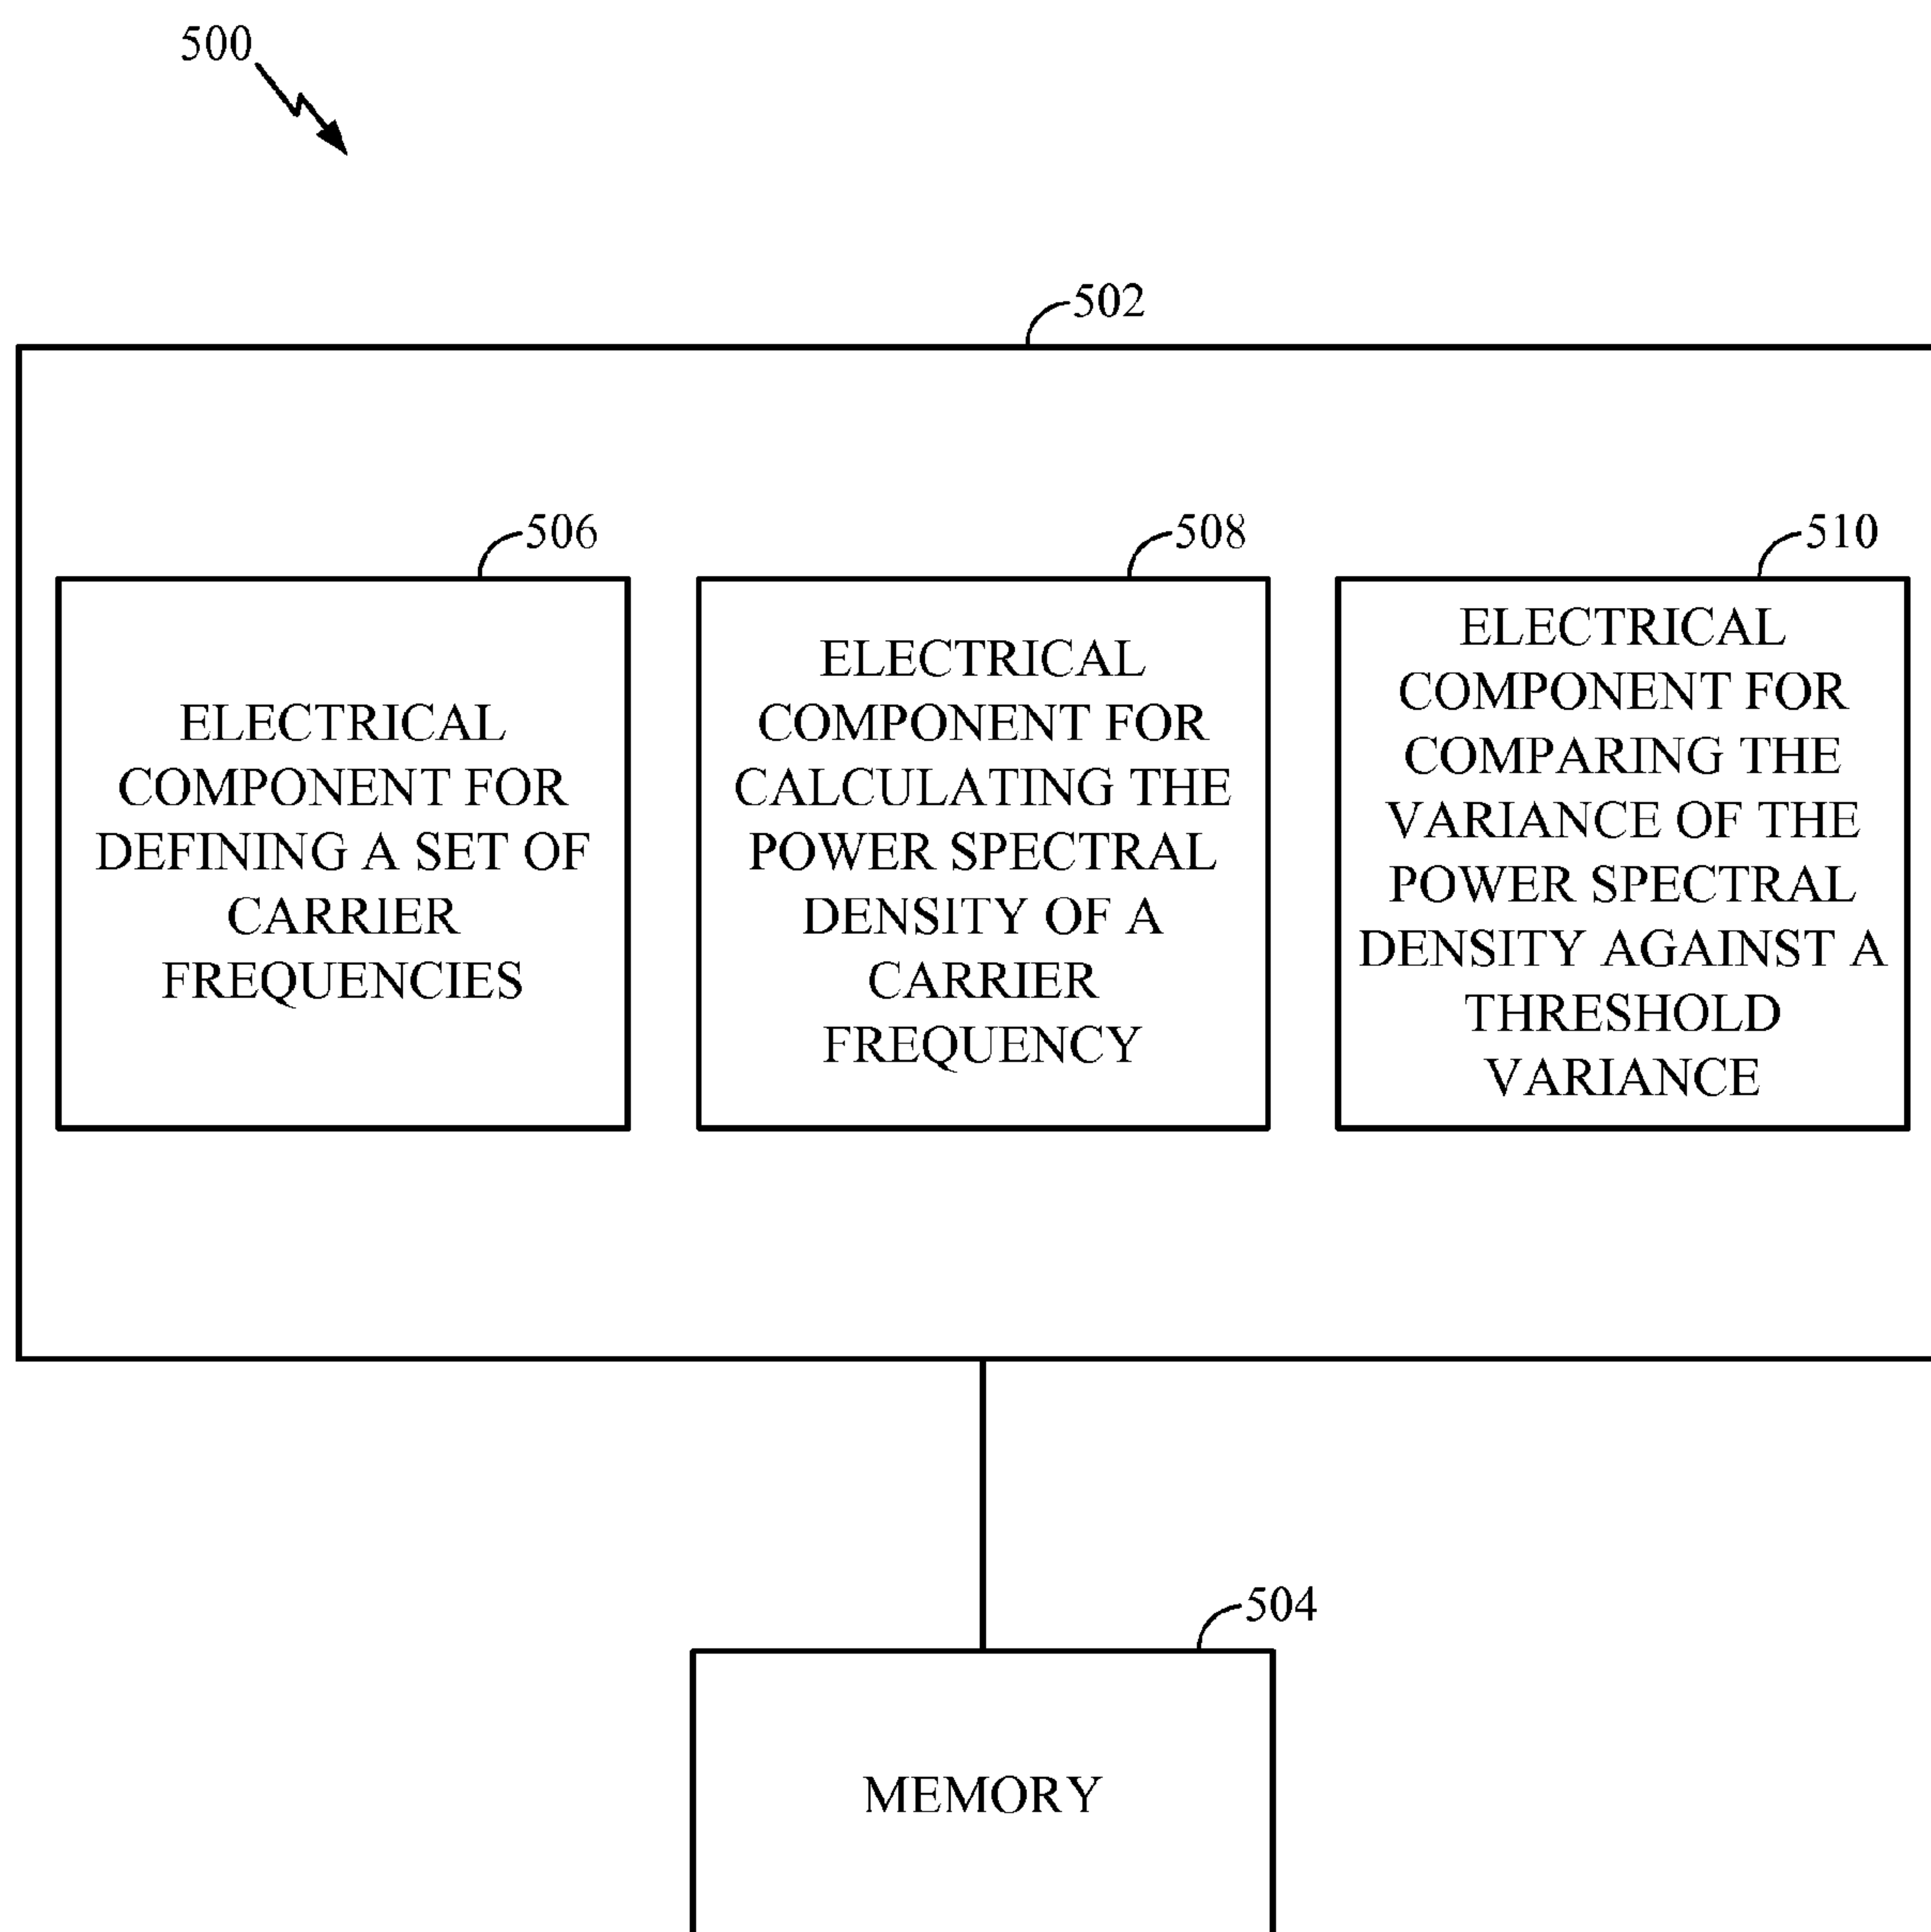 500
502
506
508
510
ELECTRICAL
COMPONENT FOR
DEFINING A SET OF
CARRIER
FREQUENCIES
ELECTRICAL
COMPONENT FOR
CALCULATING THE
POWER SPECTRAL
DENSITY OF A
CARRIER
FREQUENCY
ELECTRICAL
COMPONENT FOR
COMPARING THE
VARIANCE OF THE
POWER SPECTRAL
DENSITY AGAINST A
THRESHOLD
VARIANCE
504
MEMORY